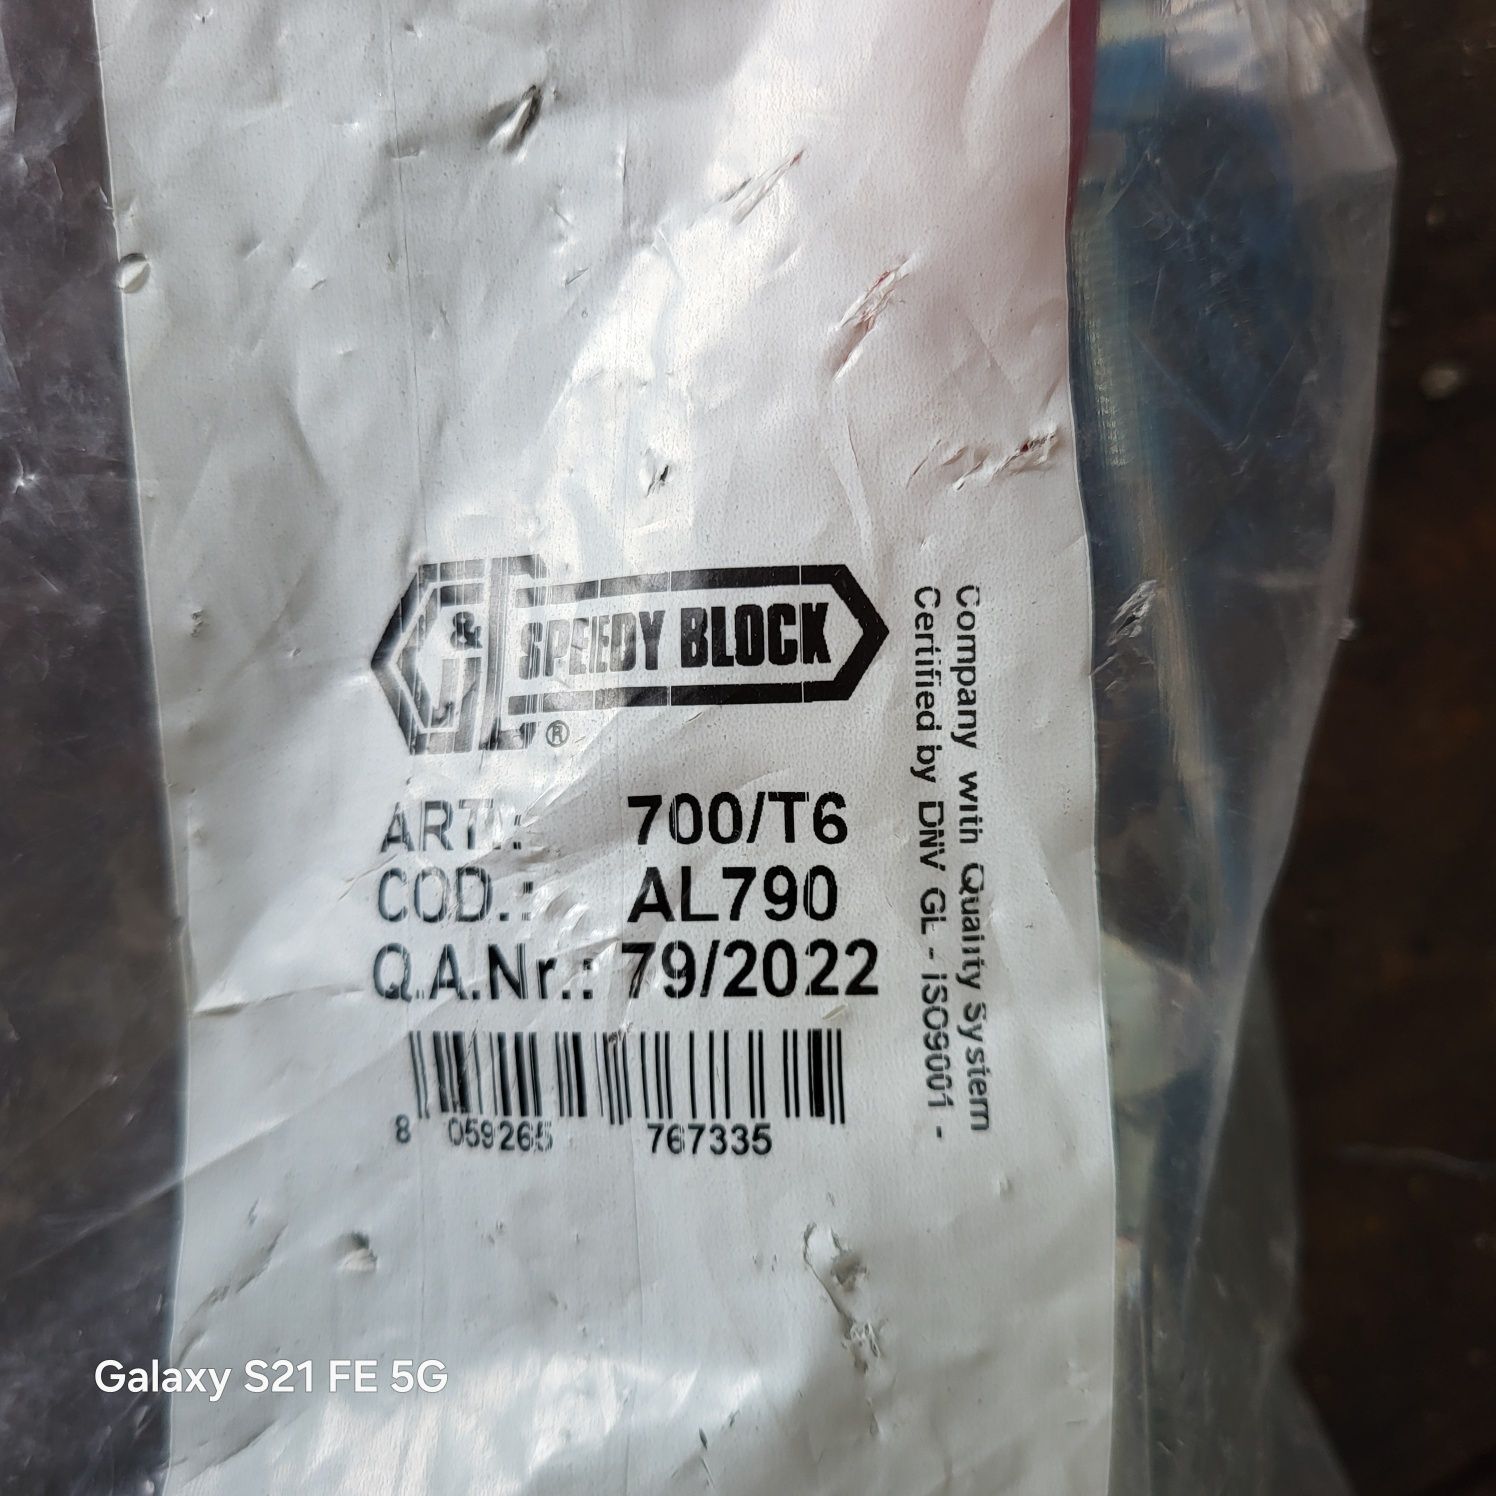 G&T SPEEDY BLOCK
®
ART.: 700/T6
COD.: AL790
Q.A.Nr.: 79/2022
8 059265 767335
Company with Quality System
Certified by DNV GL - ISO9001 -
Galaxy S21 FE 5G